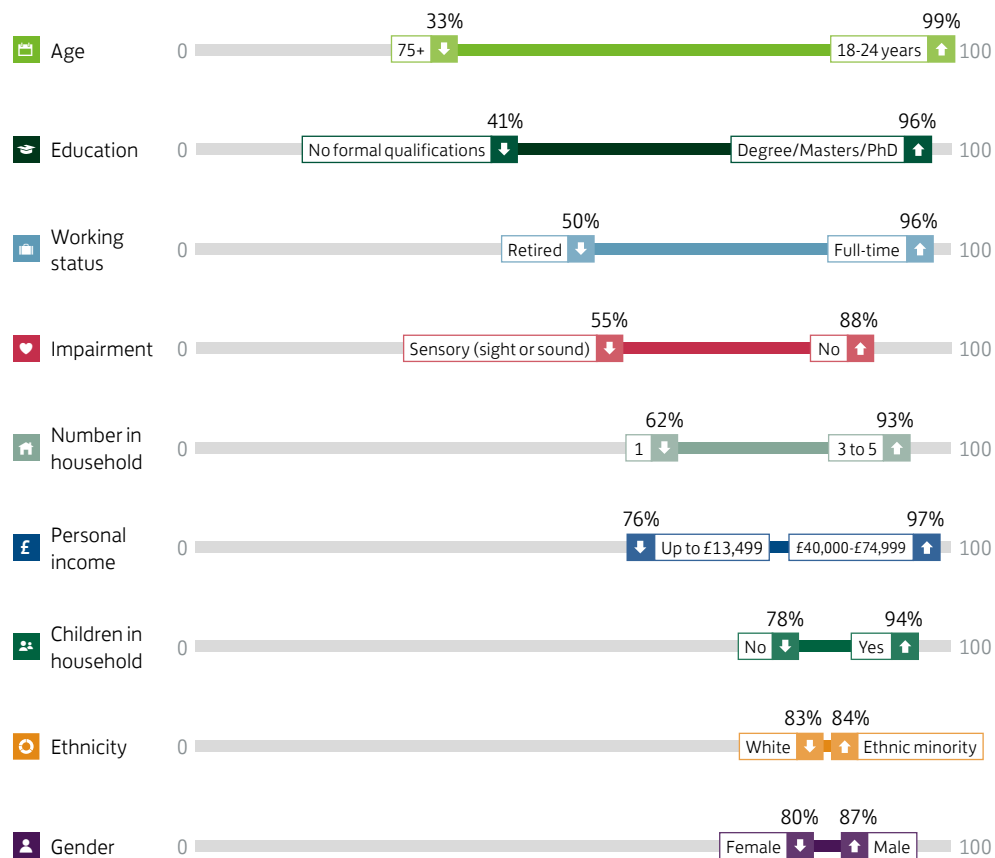 33% 99%
Age 0 75+ 18-24 years 100
41% 96%
Education 0 No formal qualifications Degree/Masters/PhD 100
50% 96%
Working
status
0 Retired Full-time 100
55% 88%
Impairment 0 Sensory (sight or sound) No 100
62% 93%
Number in
household
0 1 3 to 5 100
76% 97%
£ Personal
income
0 Up to £13,499 £40,000-£74,999 100
78% 94%
Children in
household
0 No Yes 100
83% 84%
Ethnicity 0 White Ethnic minority
80% 87%
Gender 0 Female Male 100